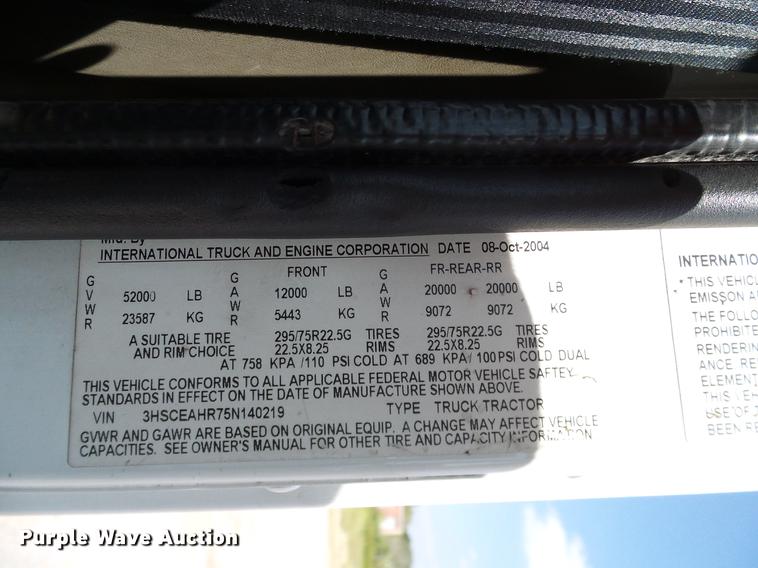 Mfd. By
INTERNATIONAL TRUCK AND ENGINE CORPORATION DATE 08-Oct-2004
G FRONT G FR-REAR-RR
V 52000 LB A 12000 LB A 20000 20000 LB
W 23587 KG W 5443 KG W 9072 9072 KG
R R R
A SUITABLE TIRE 295/75R22.5G TIRES 295/75R22.5G TIRES
AND RIM CHOICE 22.5X8.25 RIMS 22.5X8.25 RIMS
AT 758 KPA /110 PSI COLD AT 689 KPA/ 100 PSI COLD DUAL
THIS VEHICLE CONFORMS TO ALL APPLICABLE FEDERAL MOTOR VEHICLE SAFTEY
STANDARDS IN EFFECT ON THE DATE OF MANUFACTURE SHOWN ABOVE.
VIN 3HSCEAHR75N140219 TYPE TRUCK TRACTOR
GVWR AND GAWR ARE BASED ON ORIGINAL EQUIP. A CHANGE MAY AFFECT VEHICLE
CAPACITIES. SEE OWNER'S MANUAL FOR OTHER TIRE AND CAPACITY INFORMATION
INTERNATIO
* THIS VEHIC
EMISSON A
THE FOLLO
PROHIBITE
RENDERIN
ANCE RE
ELEMENT
THIS VEH
USE OF
BEEN RE
Purple Wave Auction